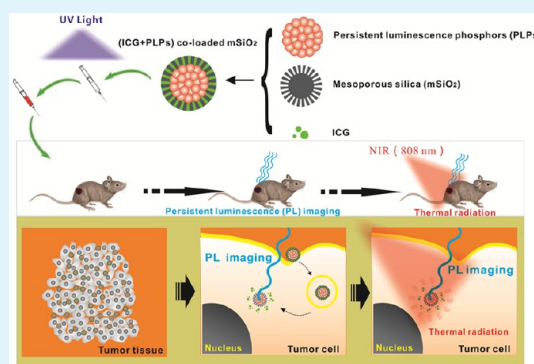 UV Light
(ICG+PLPs) co-loaded mSiO₂
Persistent luminescence phosphors (PLPs
Mesoporous silica (mSiO₂)
ICG
NIR ( 808 nm )
Persistent luminescence (PL) imaging
Thermal radiation
PL imaging
PL imaging
Thermal radiation
Tumor tissue
Nucleus
Tumor cell
Nucleus
Tumor cell